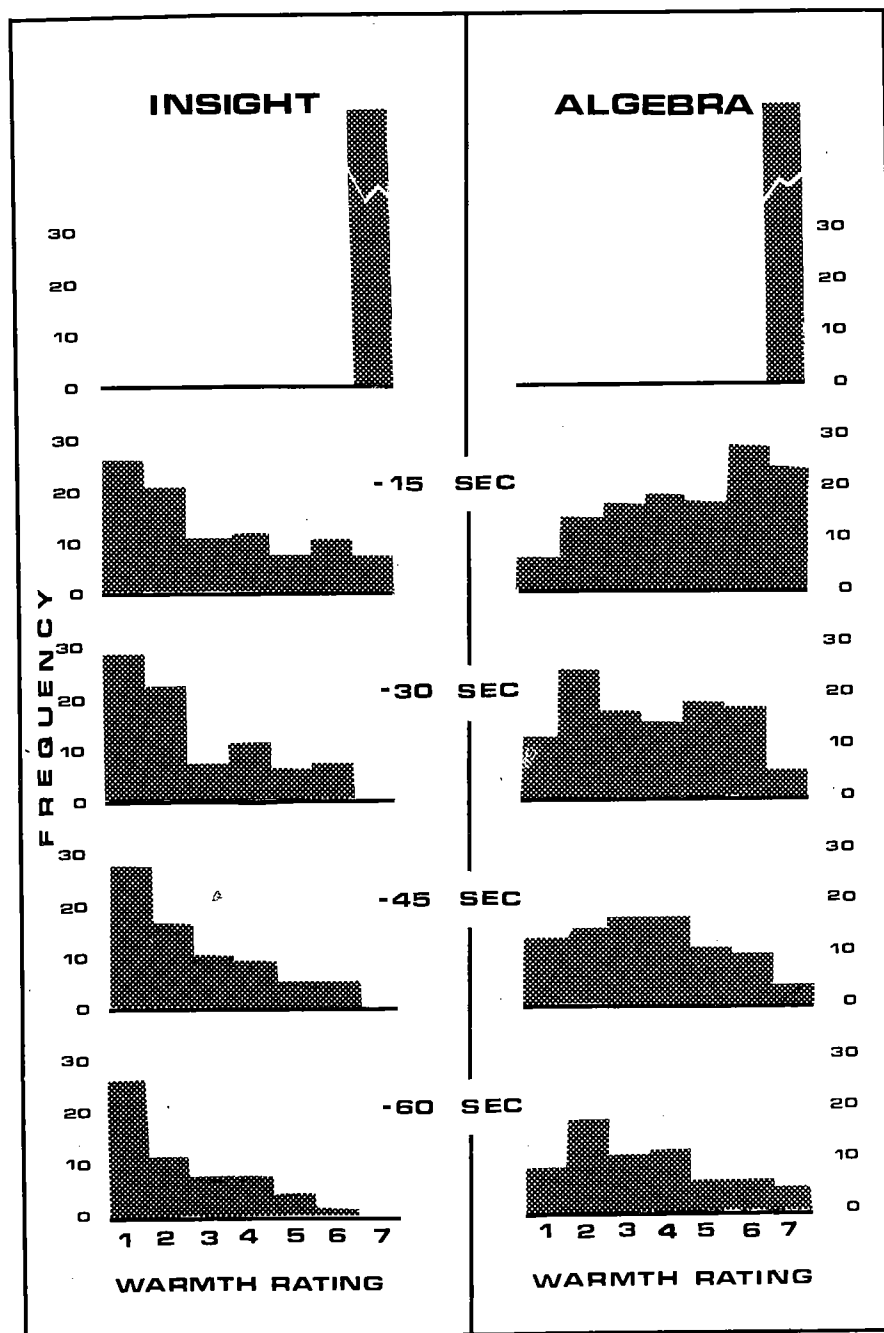 INSIGHT ALGEBRA
30 30
20 20
10 10
0 0
30 30
-15 SEC
20 20
10 10
0 0
30 30
-30 SEC
20 20
10 10
0 0
30 30
-45 SEC
20 20
10 10
0 0
30 30
-60 SEC
20 20
10 10
0 0
FREQUENCY
1 2 3 4 5 6 7 1 2 3 4 5 6 7
WARMTH RATING WARMTH RATING